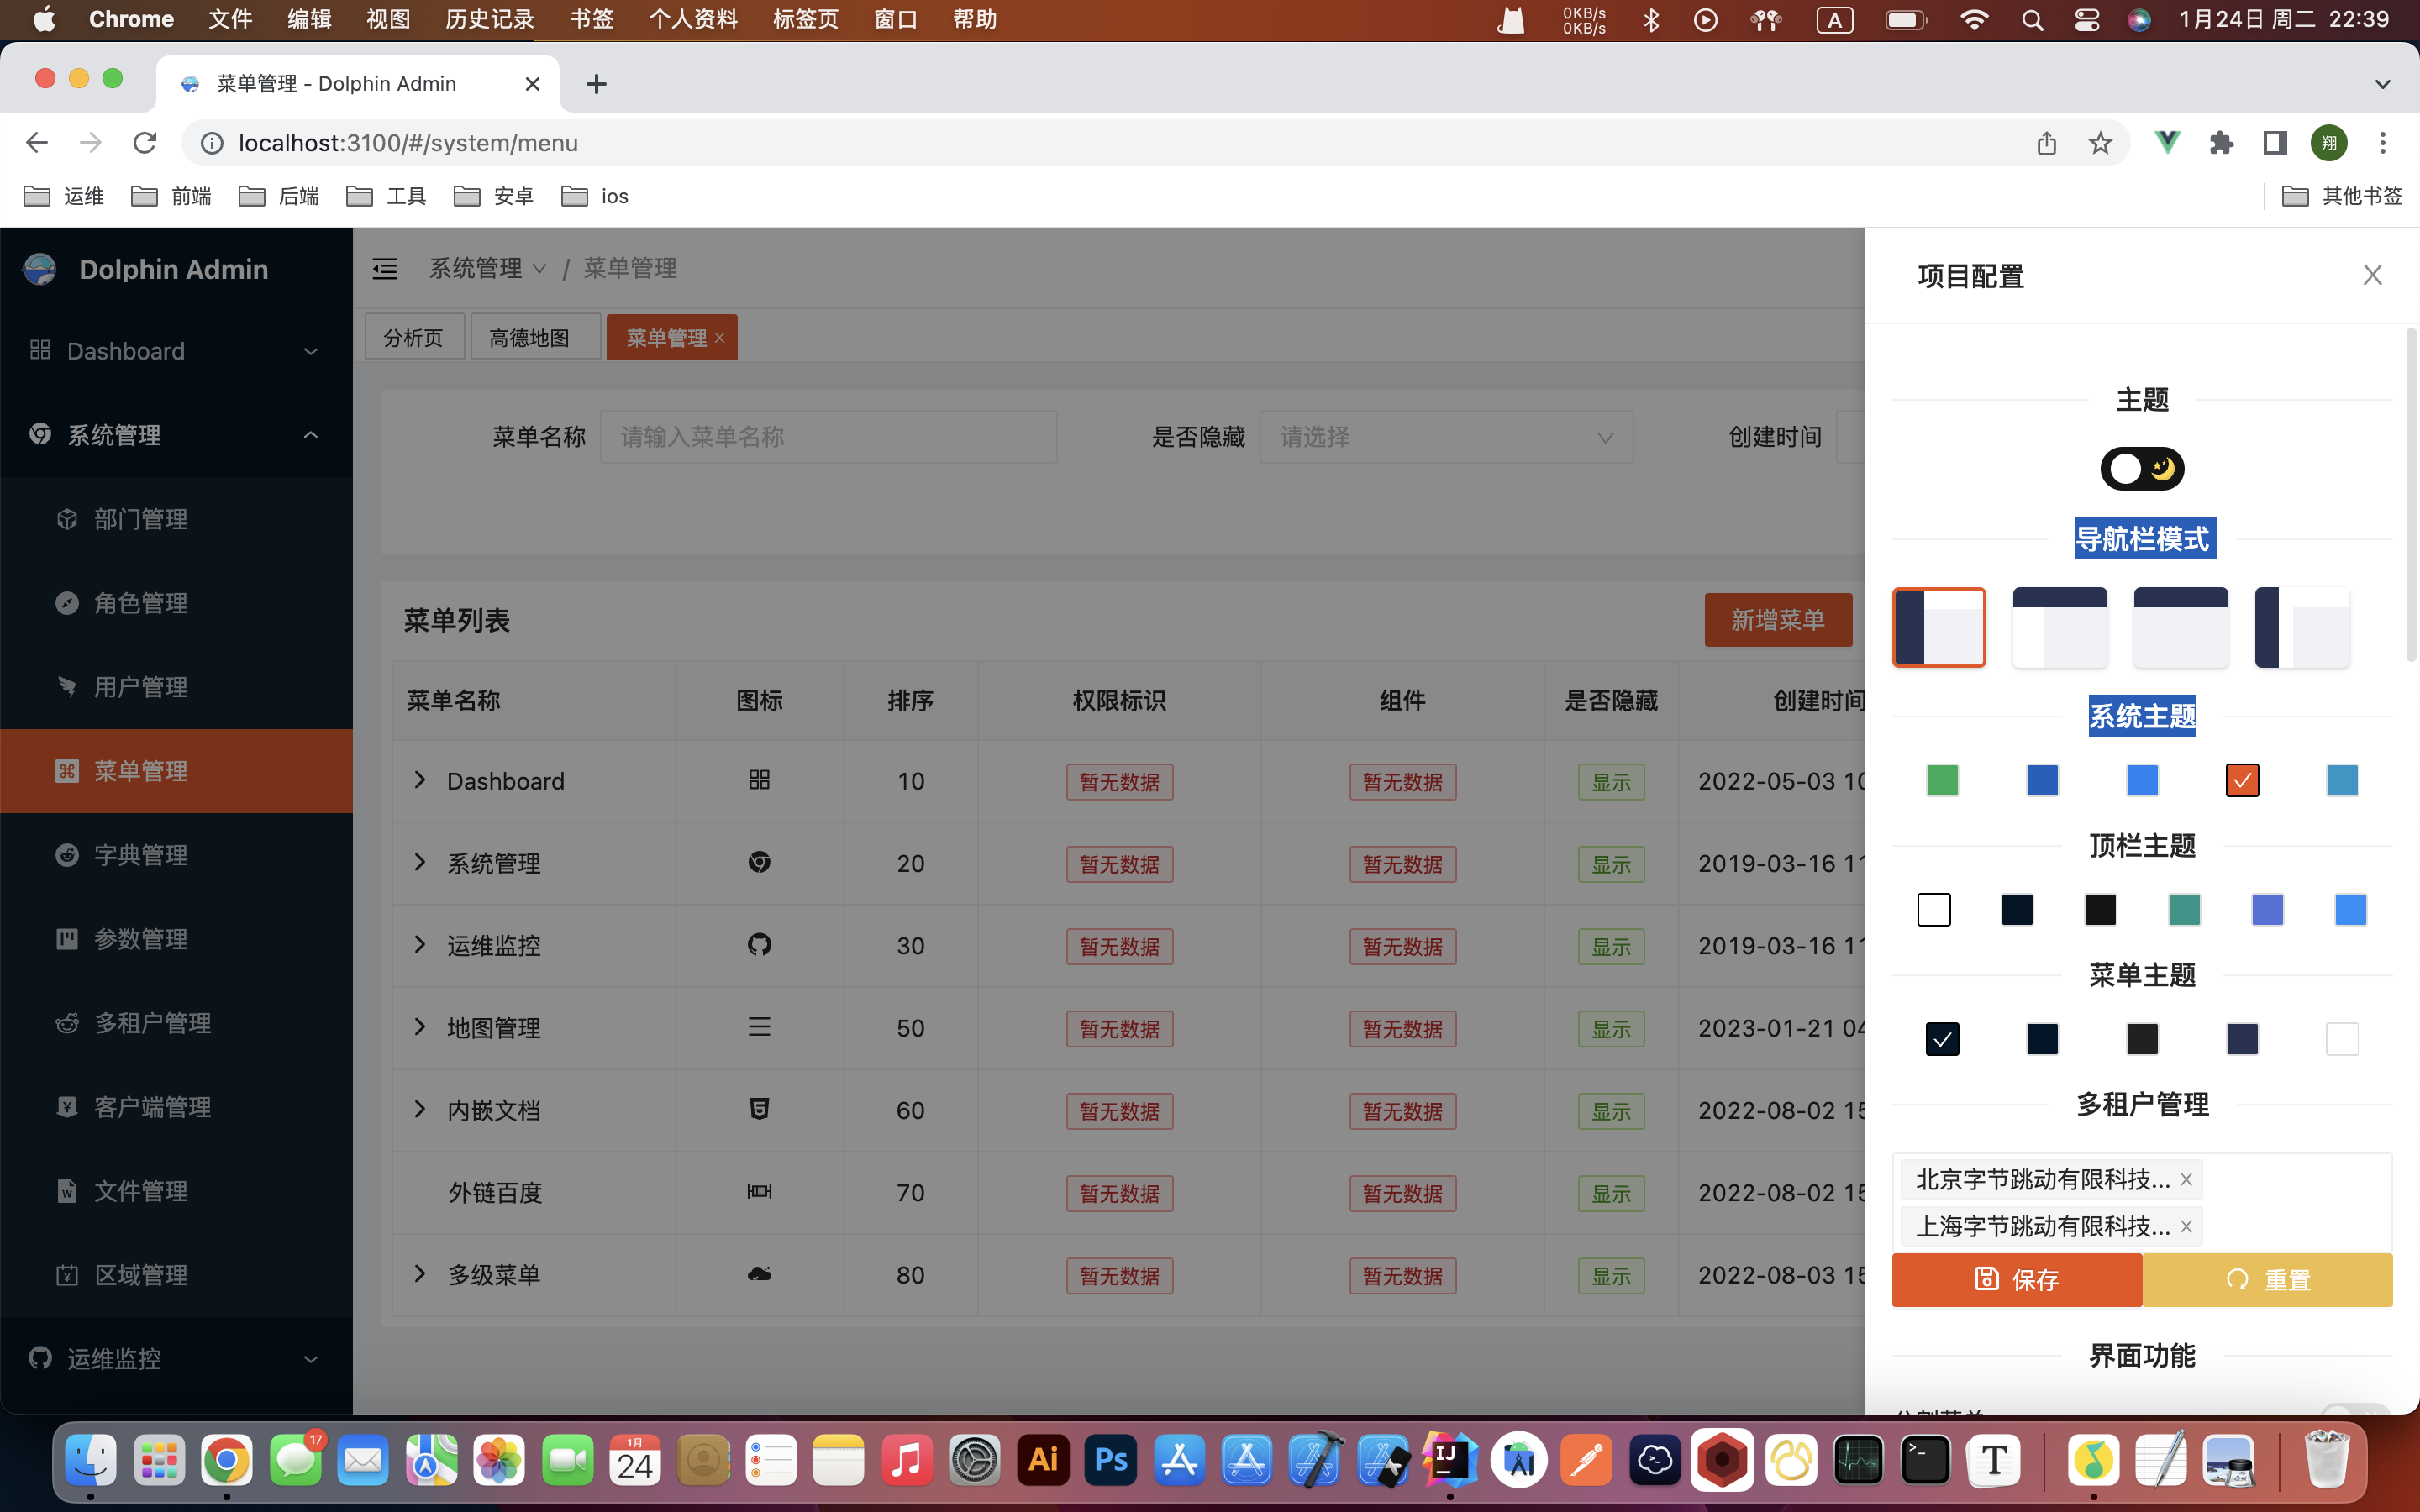 Chrome 文件 编辑 视图 历史记录 书签 个人资料 标签页 窗口 帮助 0KB/s 0KB/s A 1月24日 周二 22:39
菜单管理 - Dolphin Admin
localhost:3100/#/system/menu 翔
运维 前端 后端 工具 安卓 ios 其他书签
Dolphin Admin
Dashboard
系统管理
部门管理
角色管理
用户管理
菜单管理
字典管理
参数管理
多租户管理
客户端管理
文件管理
区域管理
运维监控
系统管理 / 菜单管理
分析页 高德地图 菜单管理
菜单名称 请输入菜单名称 是否隐藏 请选择 创建时间
菜单列表 新增菜单
菜单名称 图标 排序 权限标识 组件 是否隐藏 创建时间
Dashboard 10 暂无数据 暂无数据 显示 2022-05-03 10
系统管理 20 暂无数据 暂无数据 显示 2019-03-16 11
运维监控 30 暂无数据 暂无数据 显示 2019-03-16 11
地图管理 50 暂无数据 暂无数据 显示 2023-01-21 04
内嵌文档 60 暂无数据 暂无数据 显示 2022-08-02 15
外链百度 70 暂无数据 暂无数据 显示 2022-08-02 15
多级菜单 80 暂无数据 暂无数据 显示 2022-08-03 15
项目配置
主题
导航栏模式
系统主题
顶栏主题
菜单主题
多租户管理
北京字节跳动有限科技...
上海字节跳动有限科技...
保存 重置
界面功能
17 1月 24 Ai Ps IJ T